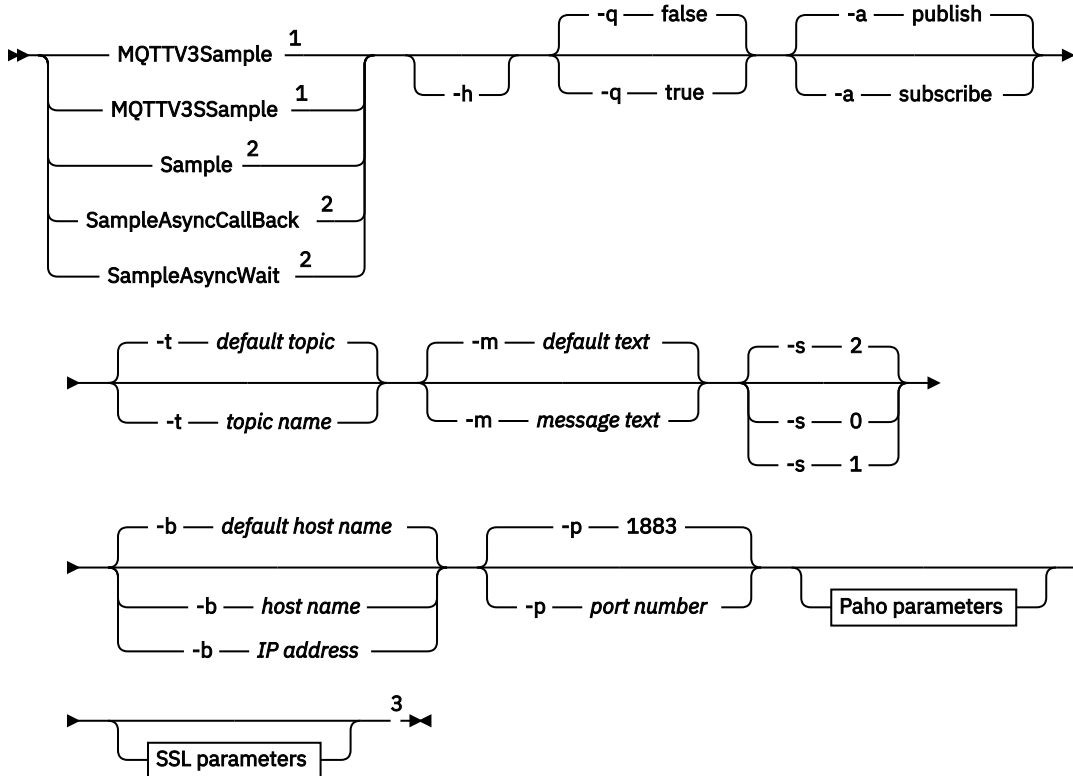 MQTTV3Sample 1
MQTTV3SSample 1
Sample 2
SampleAsyncCallBack 2
SampleAsyncWait 2
-h
-q false
-q true
-a publish
-a subscribe
-t default topic
-t topic name
-m default text
-m message text
-s 2
-s 0
-s 1
-b default host name
-b host name
-b IP address
-p 1883
-p port number
Paho parameters
SSL parameters
3